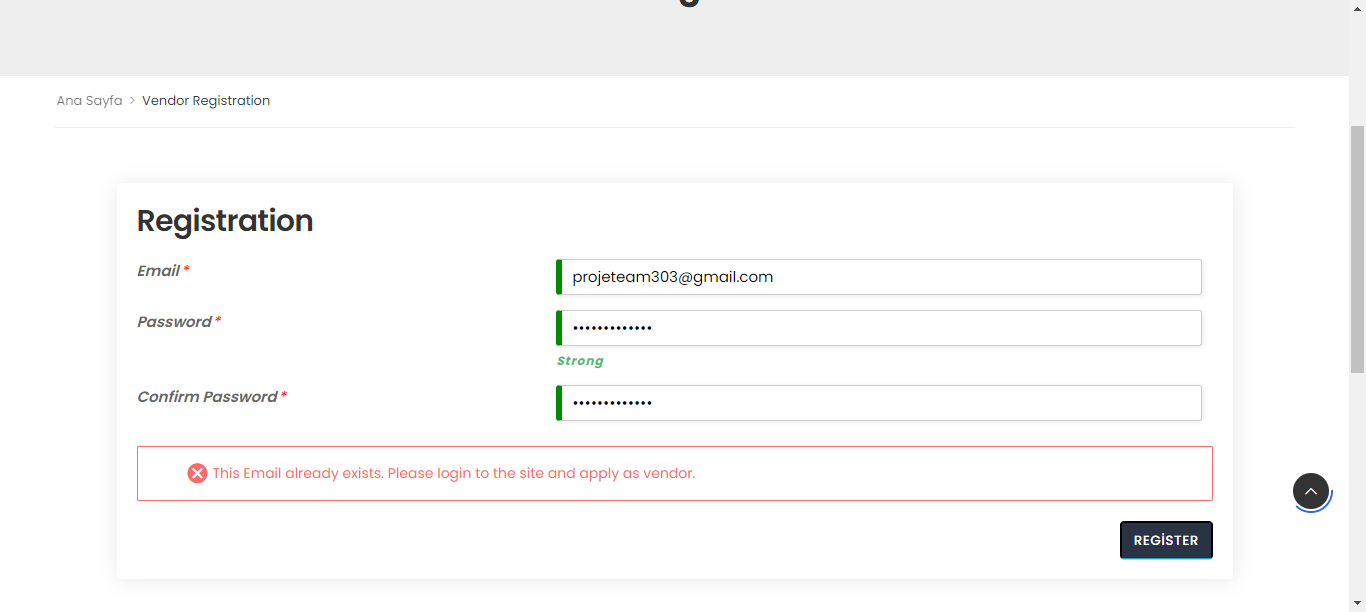 Ana Sayfa > Vendor Registration
Registration
Email *
projeteam303@gmail.com
Password *
•••••••••••••
Strong
Confirm Password *
•••••••••••••
This Email already exists. Please login to the site and apply as vendor.
REGİSTER